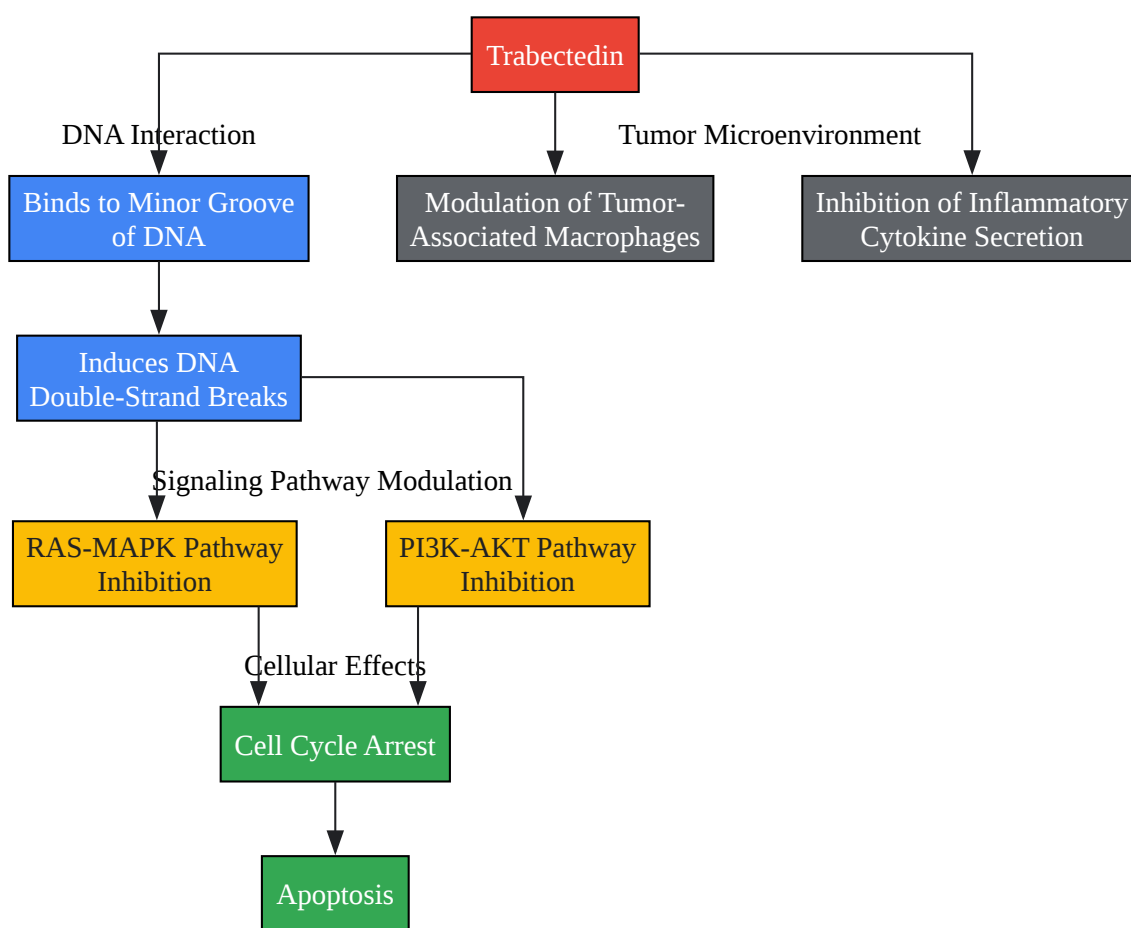 Trabectedin
DNA Interaction
Tumor Microenvironment
Binds to Minor Groove
of DNA
Modulation of Tumor-
Associated Macrophages
Inhibition of Inflammatory
Cytokine Secretion
Induces DNA
Double-Strand Breaks
Signaling Pathway Modulation
RAS-MAPK Pathway
Inhibition
PI3K-AKT Pathway
Inhibition
Cellular Effects
Cell Cycle Arrest
Apoptosis